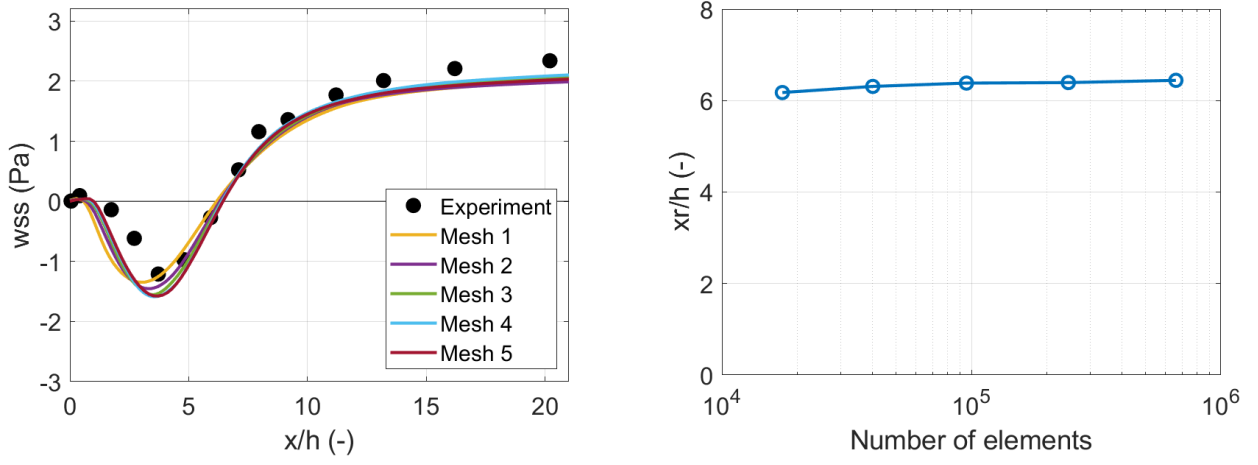 3
2
1
0
-1
-2
-3
wss (Pa)
0 5 10 15 20
x/h (-)
Experiment
Mesh 1
Mesh 2
Mesh 3
Mesh 4
Mesh 5
8
6
4
2
0
xr/h (-)
10^4 10^5 10^6
Number of elements